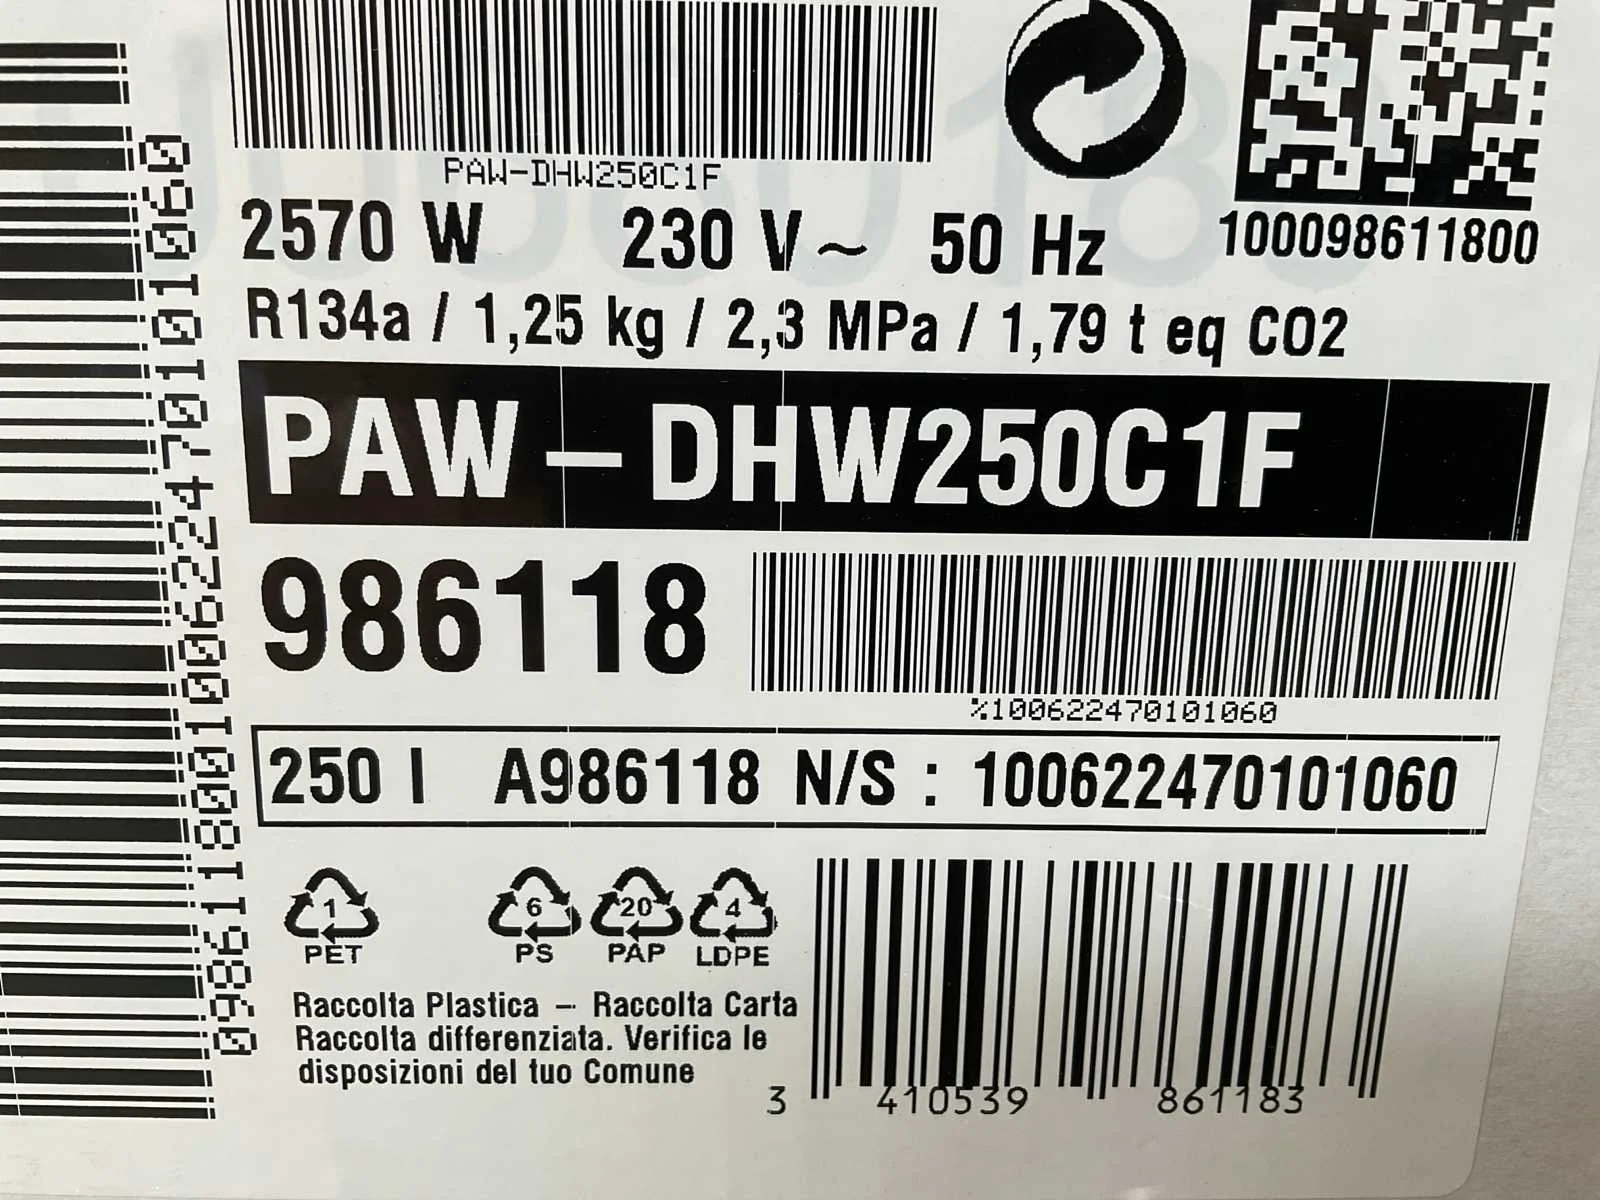 PAW-DHW250C1F
2570 W 230 V~ 50 Hz
100098611800
R134a / 1,25 kg / 2,3 MPa / 1,79 t eq CO2
PAW-DHW250C1F
986118
%100622470101060
250 l A986118 N/S : 100622470101060
1 6 20 4
PET PS PAP LDPE
Raccolta Plastica - Raccolta Carta
Raccolta differenziata. Verifica le
disposizioni del tuo Comune
3 410539 861183
098611800100622470101060